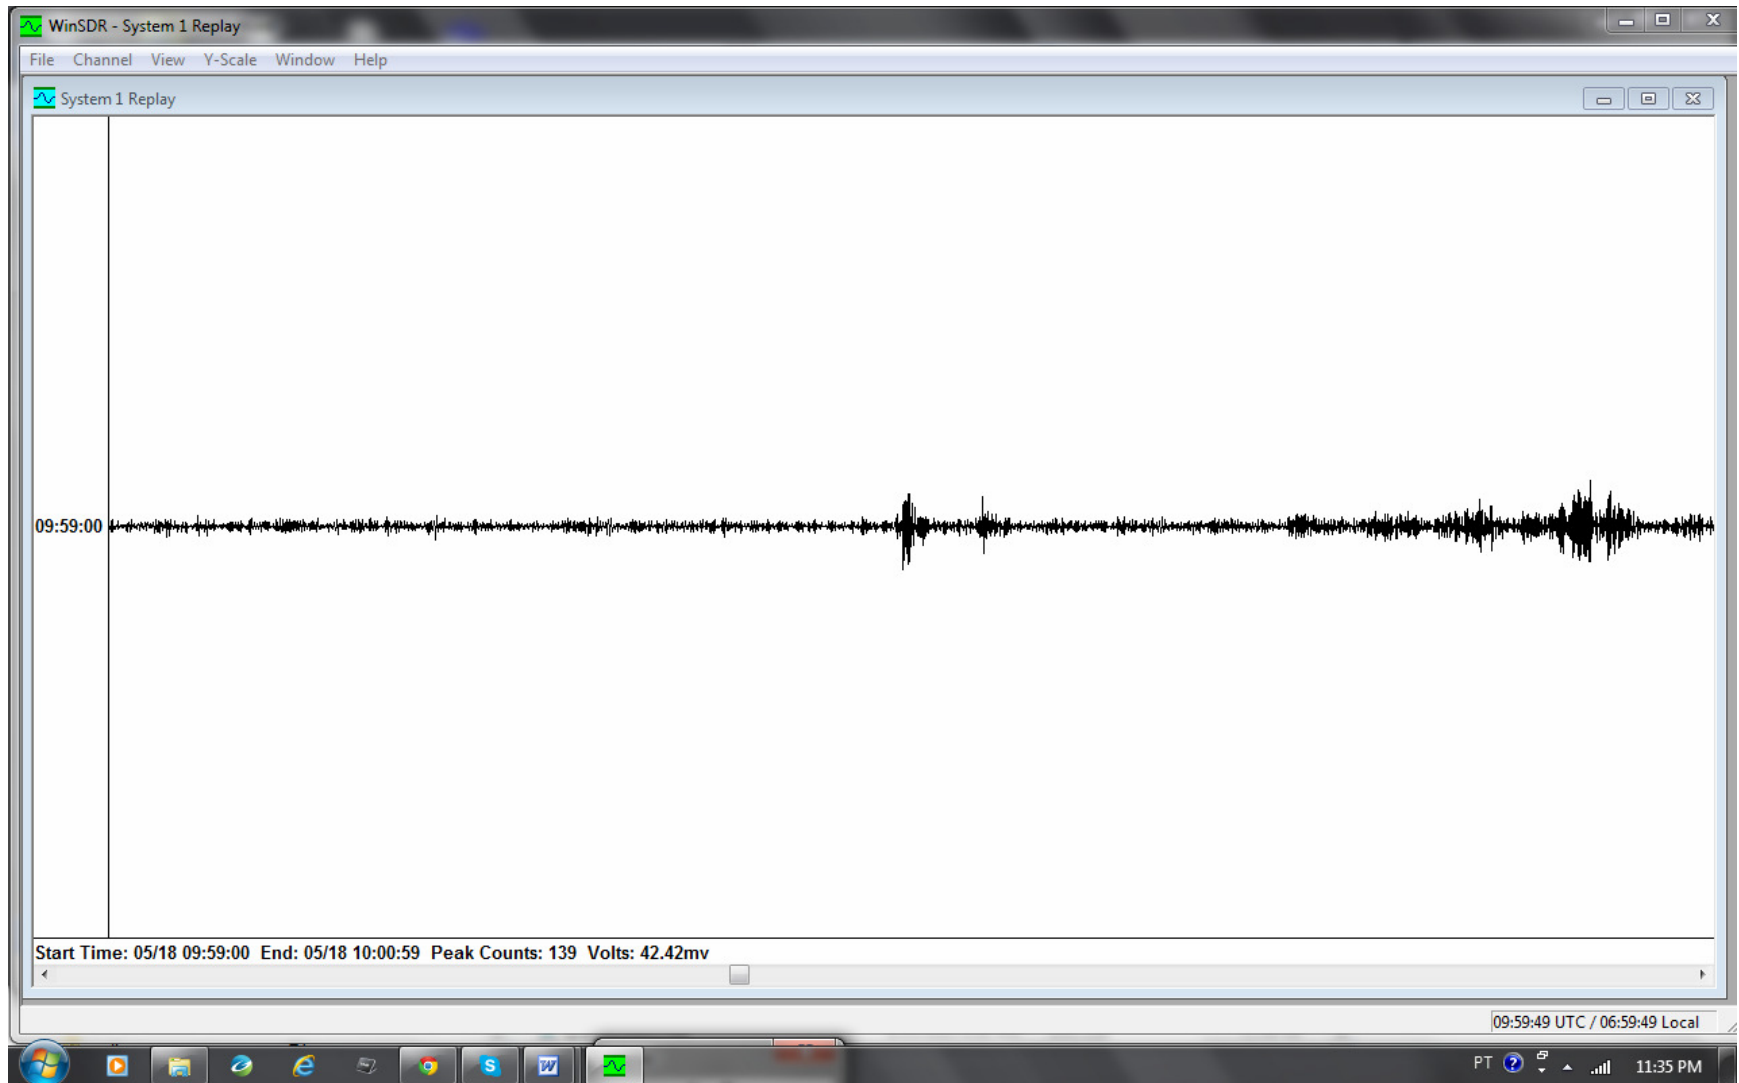 WinSDR - System 1 Replay
File Channel View Y-Scale Window Help
System 1 Replay
09:59:00
Start Time: 05/18 09:59:00 End: 05/18 10:00:59 Peak Counts: 139 Volts: 42.42mv
09:59:49 UTC / 06:59:49 Local
PT 11:35 PM